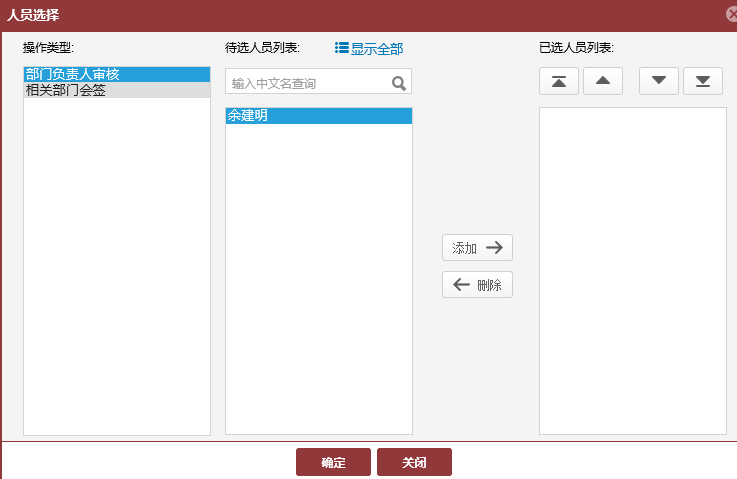 人员选择
操作类型:
待选人员列表:
显示全部
已选人员列表:
部门负责人审核
相关部门会签
输入中文名查询
余建明
添加
删除
确定
关闭